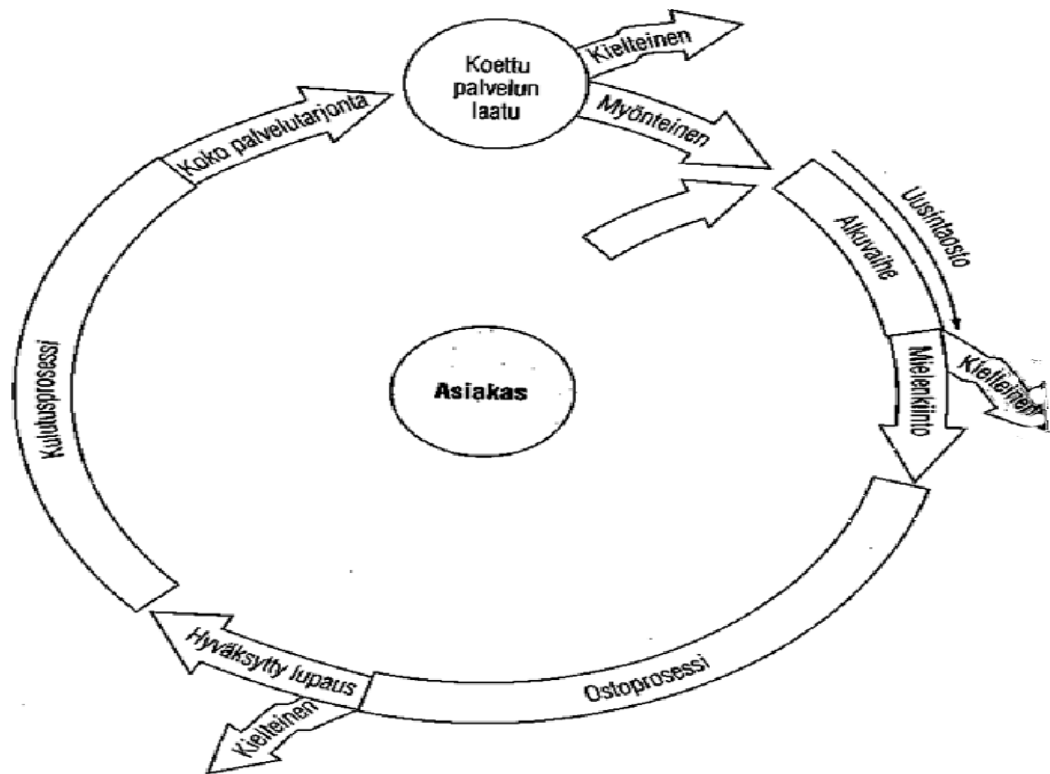 Koettu
palvelun
laatu
Kielteinen
Myönteinen
Uusintaosto
Alkuvaihe
Mielenkiinto
Kielteinen
Ostoprosessi
Hyväksytty lupaus
Kielteinen
Kulutusprosessi
Koko palvelutarjonta
Asiakas